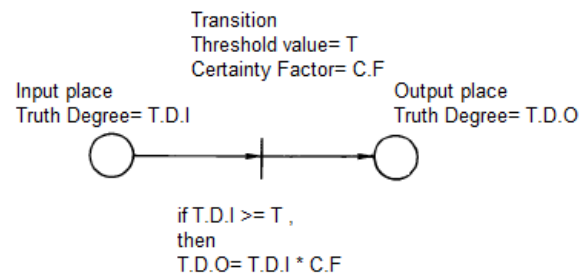 Transition
Threshold value= T
Certainty Factor= C.F
Input place
Truth Degree= T.D.I
Output place
Truth Degree= T.D.O
if T.D.I >= T ,
then
T.D.O= T.D.I * C.F